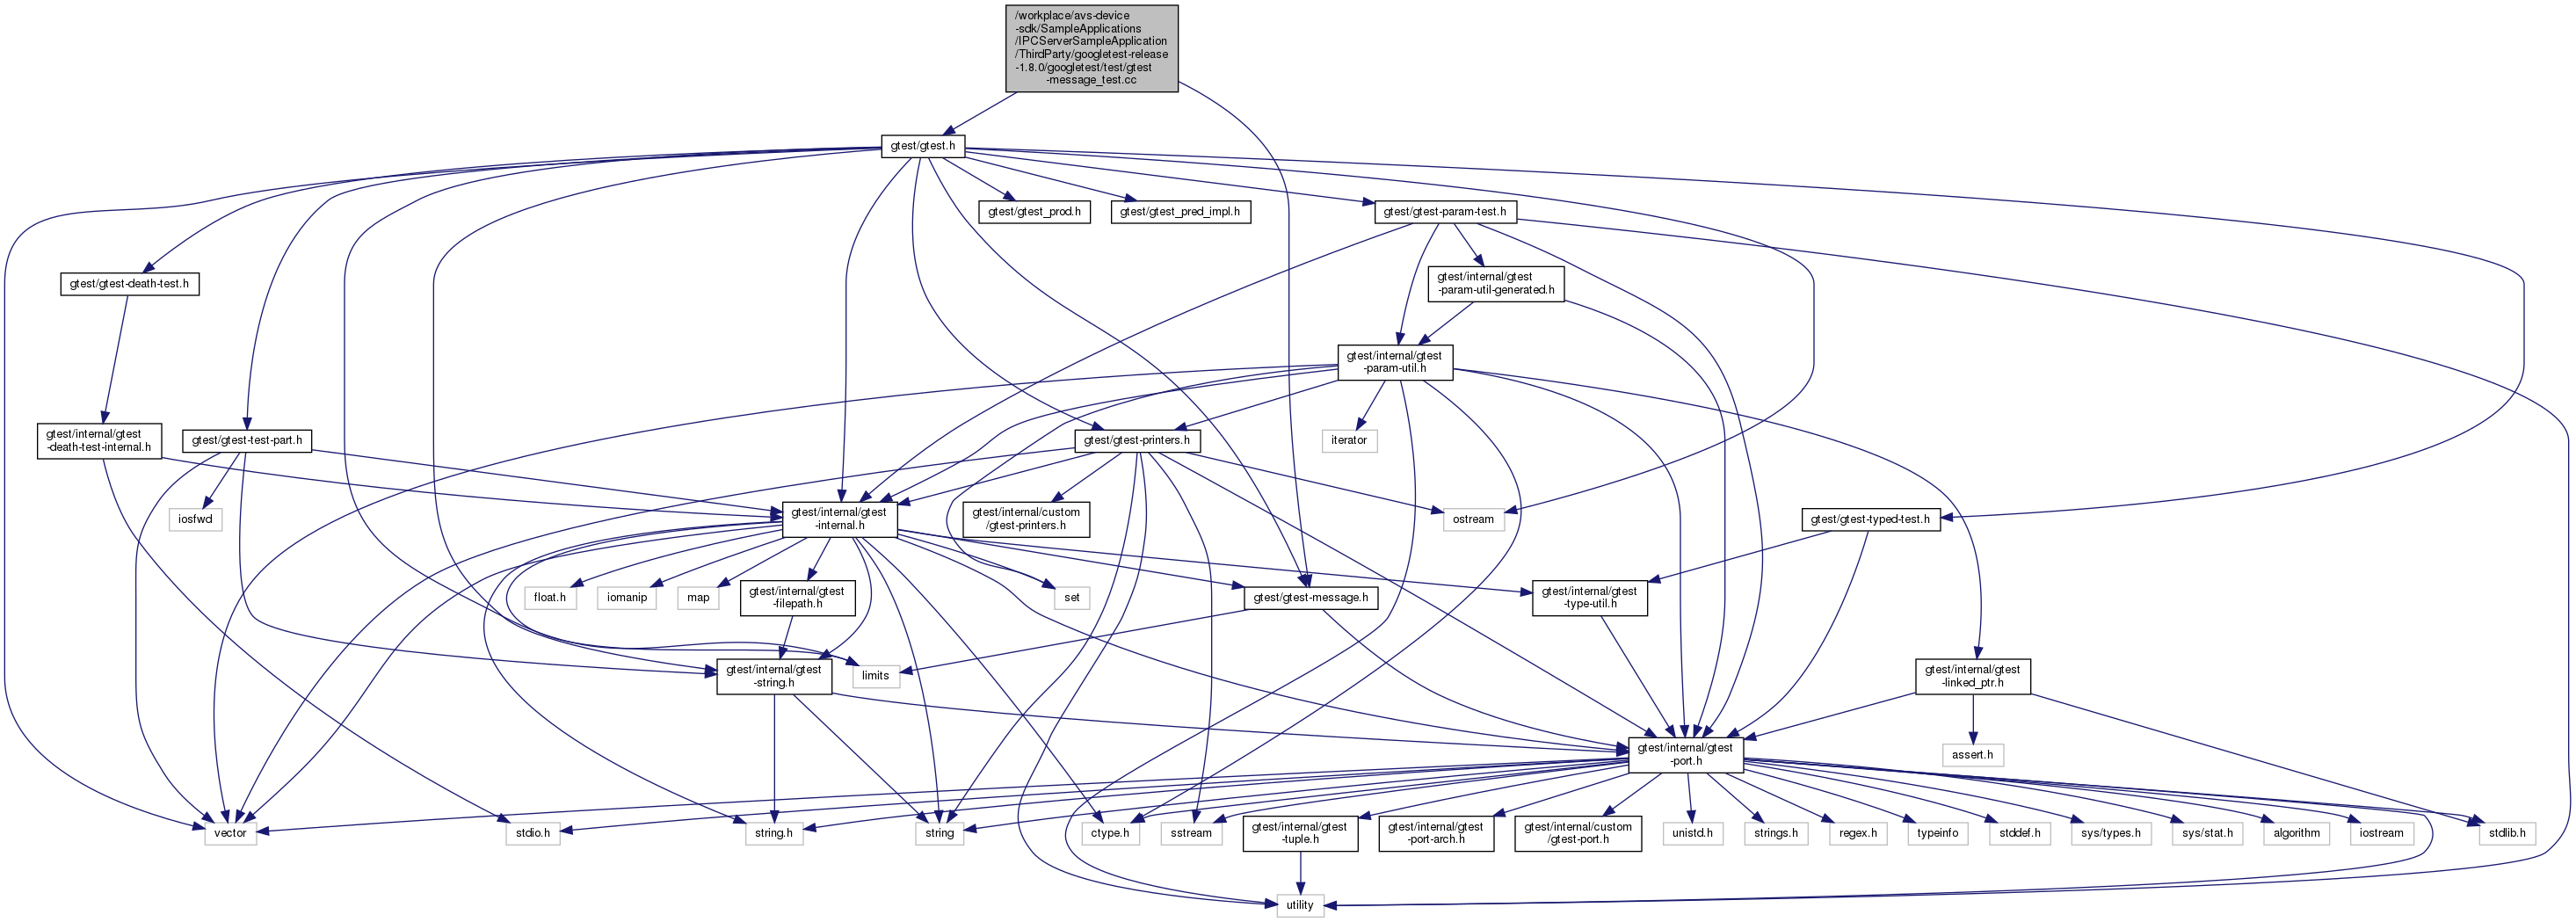 /workplace/avs-device
-sdk/SampleApplications
/IPCServerSampleApplication
/ThirdParty/googletest-release
-1.8.0/googletest/test/gtest
-message_test.cc
gtest/gtest.h
gtest/gtest_prod.h
gtest/gtest_pred_impl.h
gtest/gtest-param-test.h
gtest/gtest-death-test.h
gtest/internal/gtest
-param-util-generated.h
gtest/internal/gtest
-param-util.h
gtest/internal/gtest
-death-test-internal.h
gtest/gtest-test-part.h
gtest/gtest-printers.h
iterator
iosfwd
gtest/internal/gtest
-internal.h
gtest/internal/custom
/gtest-printers.h
ostream
gtest/gtest-typed-test.h
float.h
iomanip
map
gtest/internal/gtest
-filepath.h
set
gtest/gtest-message.h
gtest/internal/gtest
-type-util.h
gtest/internal/gtest
-string.h
limits
gtest/internal/gtest
-linked_ptr.h
gtest/internal/gtest
-port.h
assert.h
vector
stdio.h
string.h
string
ctype.h
sstream
gtest/internal/gtest
-tuple.h
gtest/internal/gtest
-port-arch.h
gtest/internal/custom
/gtest-port.h
unistd.h
strings.h
regex.h
typeinfo
stddef.h
sys/types.h
sys/stat.h
algorithm
iostream
stdlib.h
utility